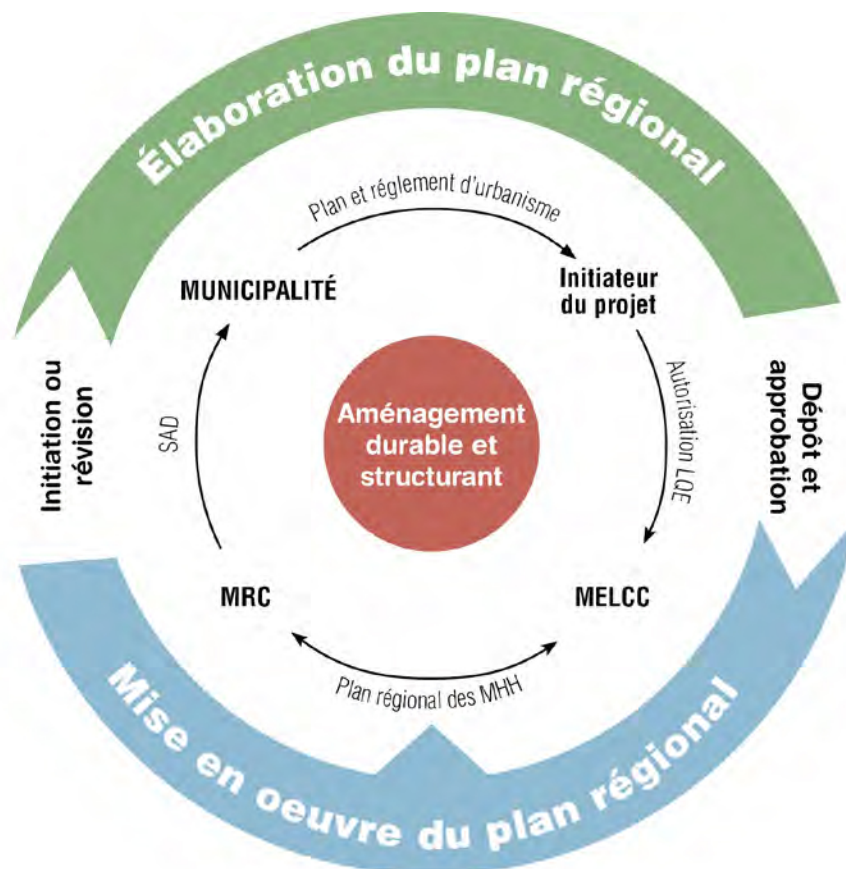 Élaboration du plan régional
Plan et réglement d'urbanisme
MUNICIPALITÉ
Initiateur
du projet
Initiation ou
révision
SAD
Aménagement
durable et
structurant
Autorisation LQE
Dépôt et
approbation
MRC
MELCC
Plan régional des MHH
Mise en oeuvre du plan régional